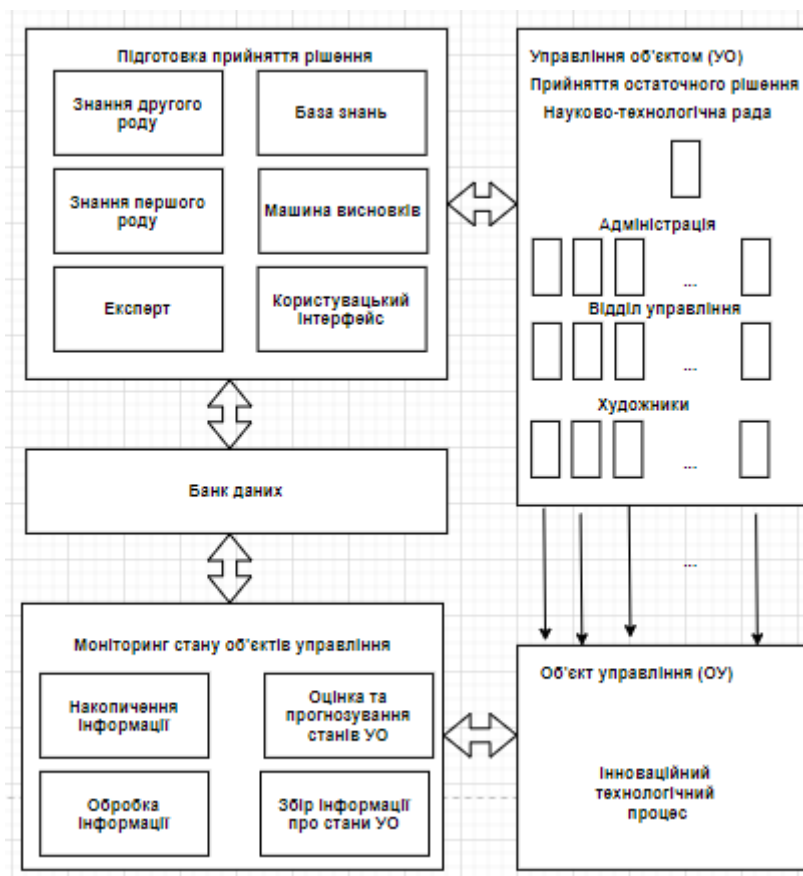 Підготовка прийняття рішення
Знання другого
роду
База знань
Знання першого
роду
Машина висновків
Експерт
Користувацький
інтерфейс
Банк даних
Моніторинг стану об'єктів управління
Накопичення
інформації
Оцінка та
прогнозування
станів УО
Обробка
інформації
Збір інформації
про стани УО
Управління об'єктом (УО)
Прийняття остаточного рішення
Науково-технологічна рада
Адміністрація
...
Відділ управління
...
Художники
...
...
Об'єкт управління (ОУ)
Інноваційний
технологічний
процес